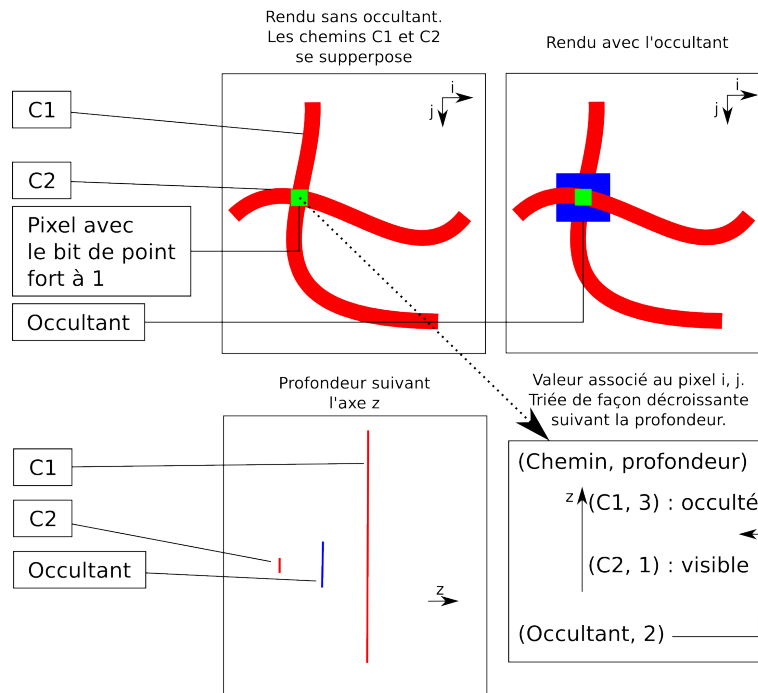 Rendu sans occultant.
Les chemins C1 et C2
se supperpose
Rendu avec l'occultant
C1
C2
Pixel avec
le bit de point
fort à 1
Occultant
i
j
i
j
Profondeur suivant
l'axe z
Valeur associé au pixel i, j.
Triée de façon décroissante
suivant la profondeur.
C1
C2
Occultant
z
(Chemin, profondeur)
z
(C1, 3) : occulté
(C2, 1) : visible
(Occultant, 2)